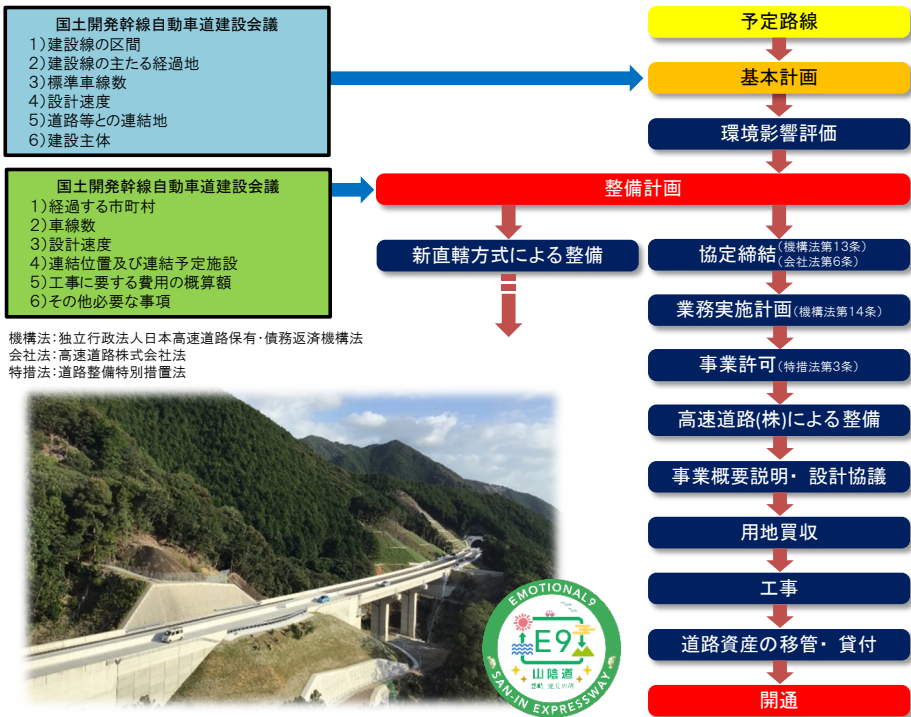 国土開発幹線自動車道建設会議
1)建設線の区間
2)建設線の主たる経過地
3)標準車線数
4)設計速度
5)道路等との連結地
6)建設主体
国土開発幹線自動車道建設会議
1)経過する市町村
2)車線数
3)設計速度
4)連結位置及び連結予定施設
5)工事に要する費用の概算額
6)その他必要な事項
機構法:独立行政法人日本高速道路保有・債務返済機構法
会社法:高速道路株式会社法
特措法:道路整備特別措置法
予定路線
基本計画
環境影響評価
整備計画
新直轄方式による整備
協定締結(機構法第13条)
(会社法第6条)
業務実施計画(機構法第14条)
事業許可(特措法第3条)
高速道路(株)による整備
事業概要説明・ 設計協議
用地買収
工事
道路資産の移管・ 貸付
開通
EMOTIONAL9
E9
山陰道
SAN-IN EXPRESSWAY